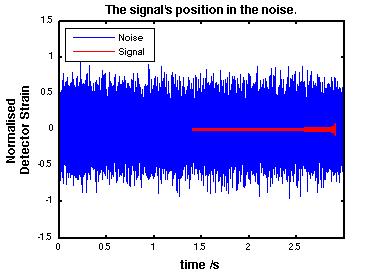 The signal's position in the noise.
Noise
Signal
Normalised
Detector Strain
1.5
1
0.5
0
-0.5
-1
-1.5
0
0.5
1
1.5
2
2.5
time /s